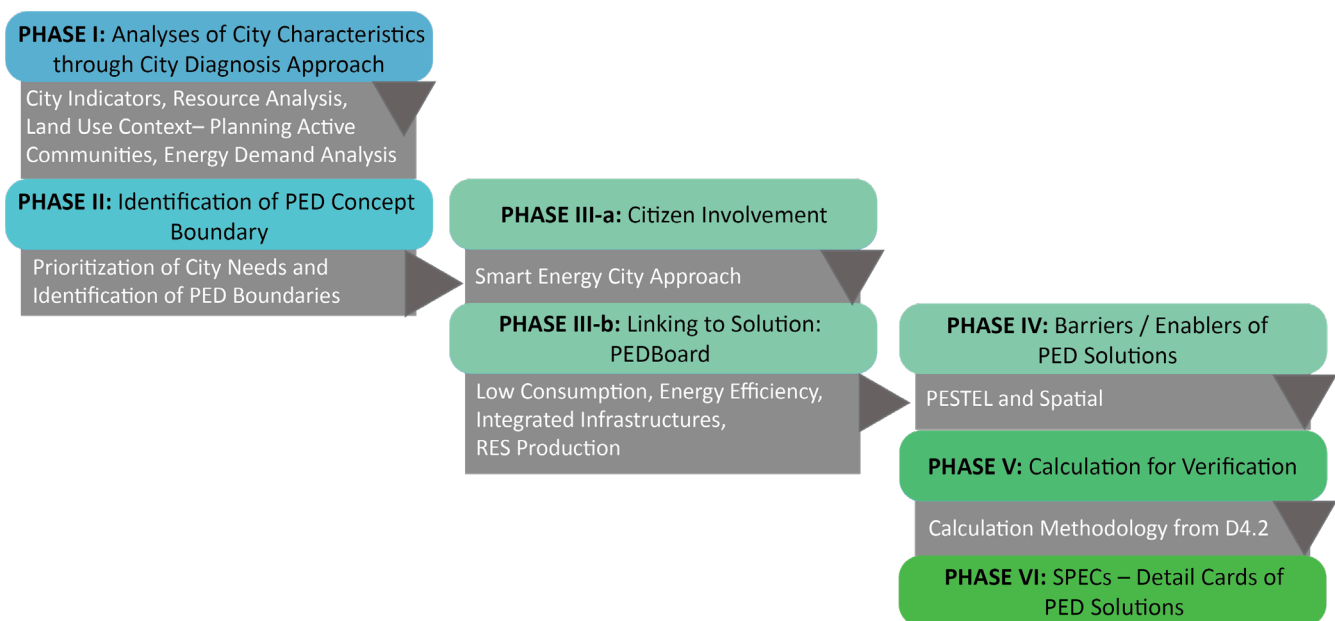 PHASE I: Analyses of City Characteristics
through City Diagnosis Approach
City Indicators, Resource Analysis,
Land Use Context– Planning Active
Communities, Energy Demand Analysis
PHASE II: Identification of PED Concept
Boundary
Prioritization of City Needs and
Identification of PED Boundaries
PHASE III-a: Citizen Involvement
Smart Energy City Approach
PHASE III-b: Linking to Solution:
PEDBoard
Low Consumption, Energy Efficiency,
Integrated Infrastructures,
RES Production
PHASE IV: Barriers / Enablers of
PED Solutions
PESTEL and Spatial
PHASE V: Calculation for Verification
Calculation Methodology from D4.2
PHASE VI: SPECs – Detail Cards of
PED Solutions